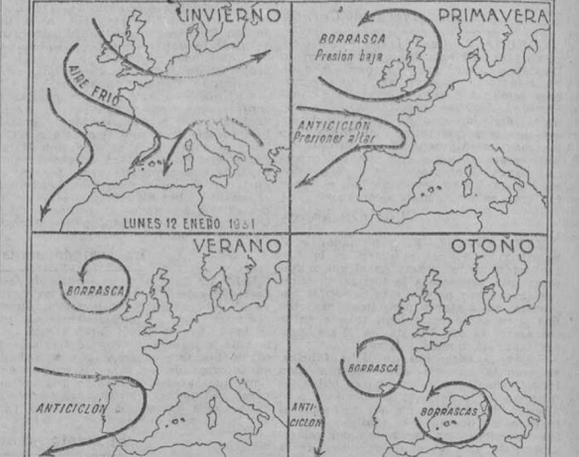 INVIERNO
AIRE FRIO
LUNES 12 ENERO 1931
PRIMAVERA
BORRASCA
Presión baja
ANTICICLON
Presiones altas
VERANO
BORRASCA
ANTICICLON
OTOÑO
BORRASCA
ANTI-
CICLON
BORRASCAS